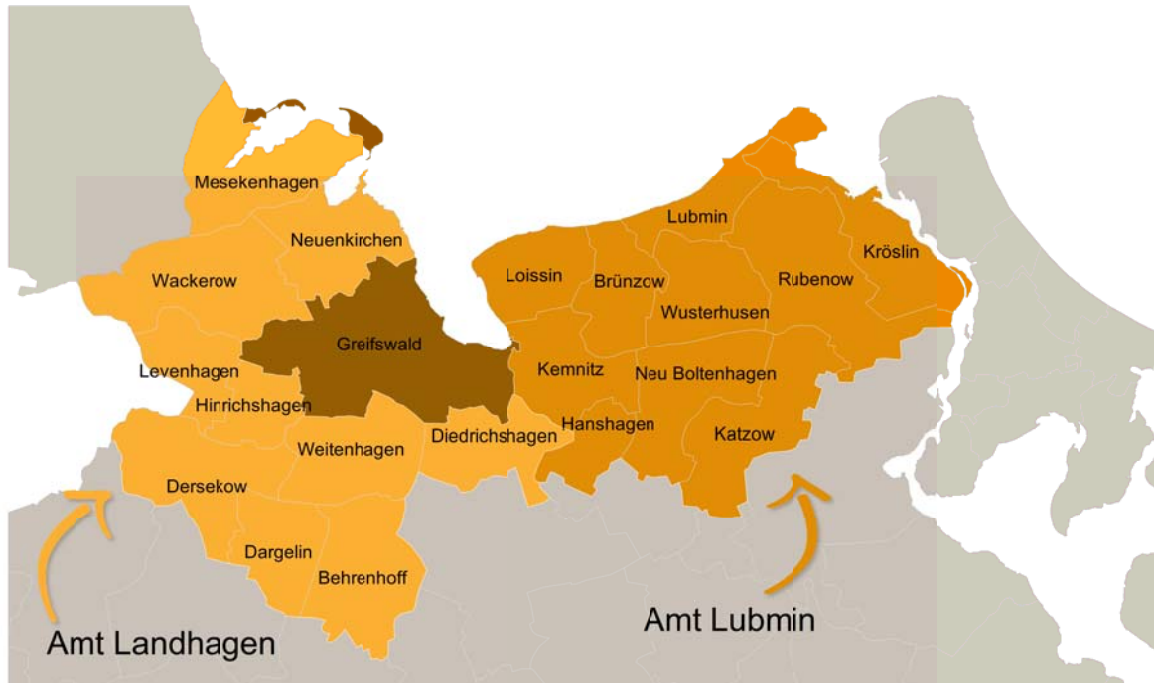 Mesekenhagen
Neuenkirchen
Wackerow
Greifswald
Levenhagen
Hinrichshagen
Weitenhagen
Diedrichshagen
Dersekow
Dargelin
Behrenhoff
Amt Landhagen
Lubmin
Kröslin
Loissin
Brünzow
Rubenow
Wusterhusen
Kemnitz
Neu Boltenhagen
Hanshagen
Katzow
Amt Lubmin